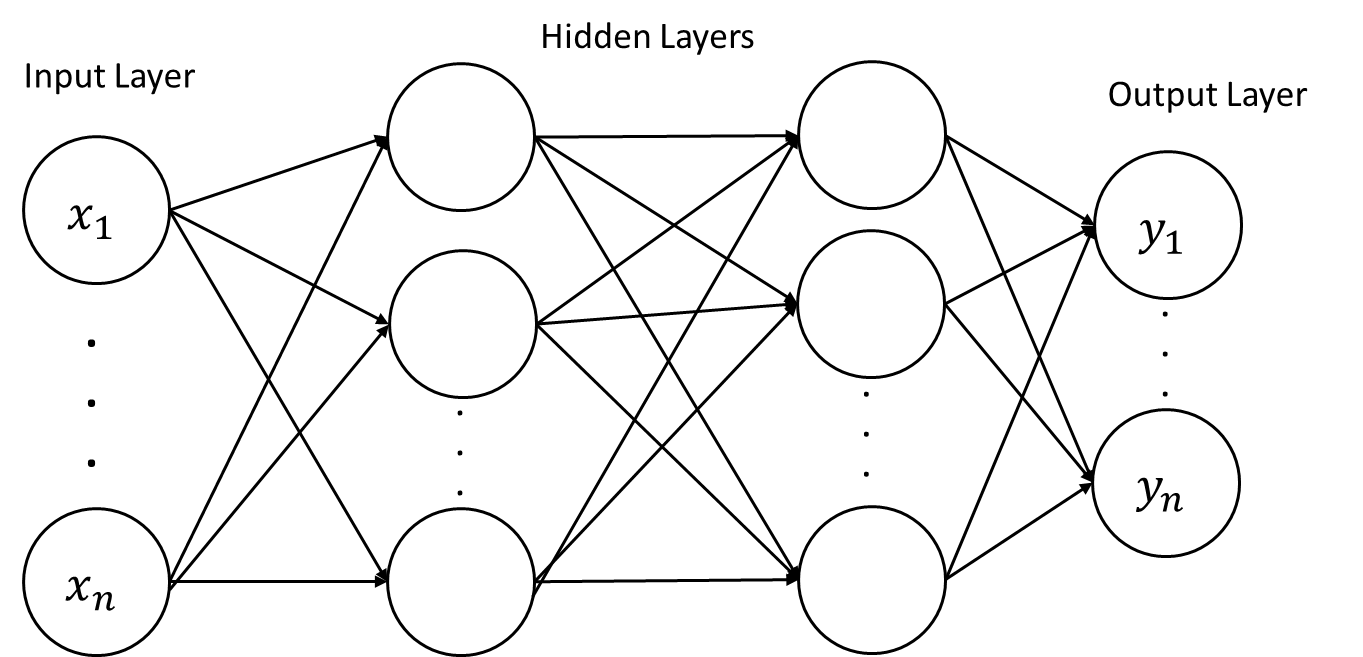 Hidden Layers
Input Layer
Output Layer
x₁
y₁
.
.
.
.
.
.
.
.
.
.
.
.
yₙ
xₙ